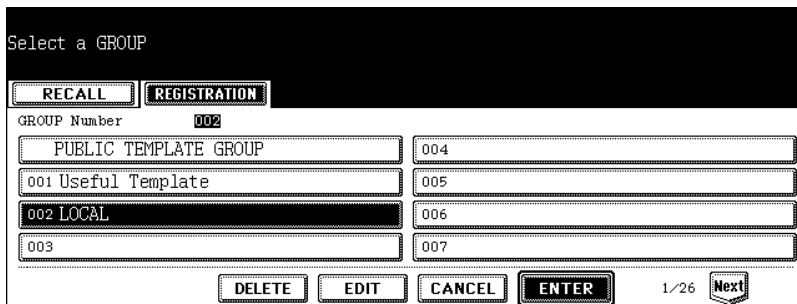 Select a GROUP
RECALL REGISTRATION
GROUP Number 002
PUBLIC TEMPLATE GROUP 004
001 Useful Template 005
002 LOCAL 006
003 007
DELETE EDIT CANCEL ENTER 1/26 Next